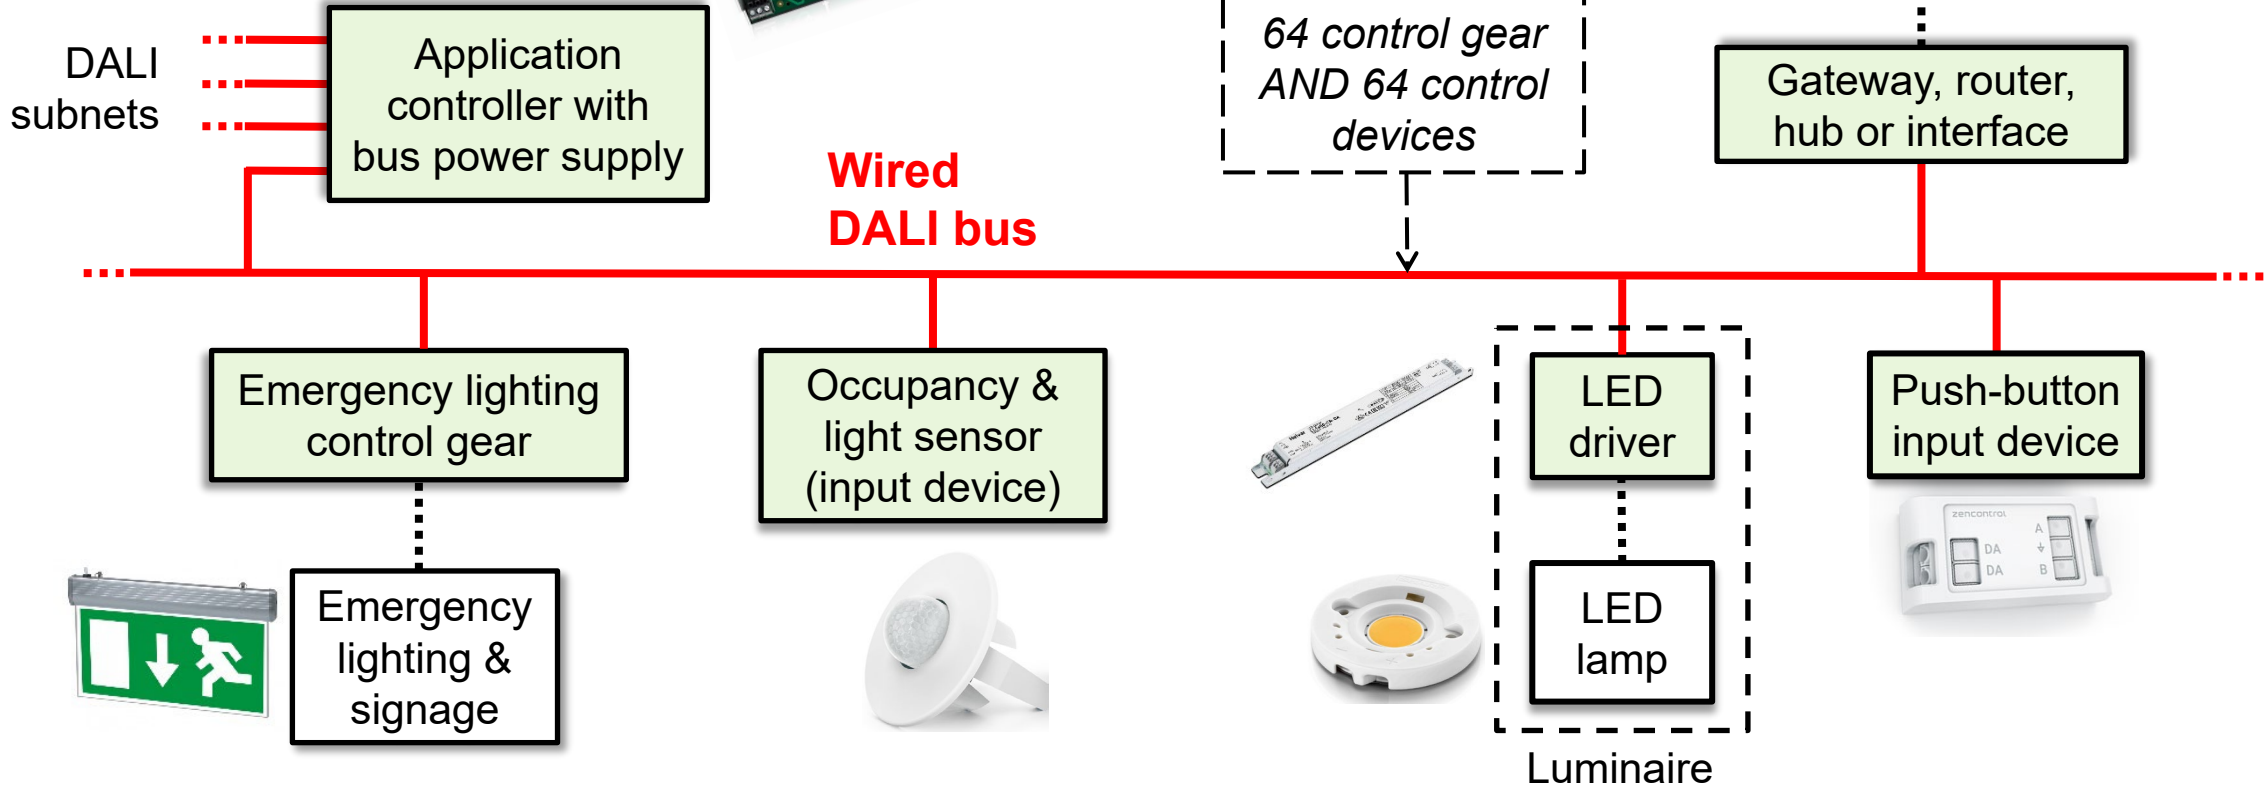 DALI
subnets
Application
controller with
bus power supply
64 control gear
AND 64 control
devices
Gateway, router,
hub or interface
Wired
DALI bus
Emergency lighting
control gear
Occupancy &
light sensor
(input device)
LED
driver
Push-button
input device
zencontrol
A
DA
DA
B
Emergency
lighting &
signage
LED
lamp
Luminaire